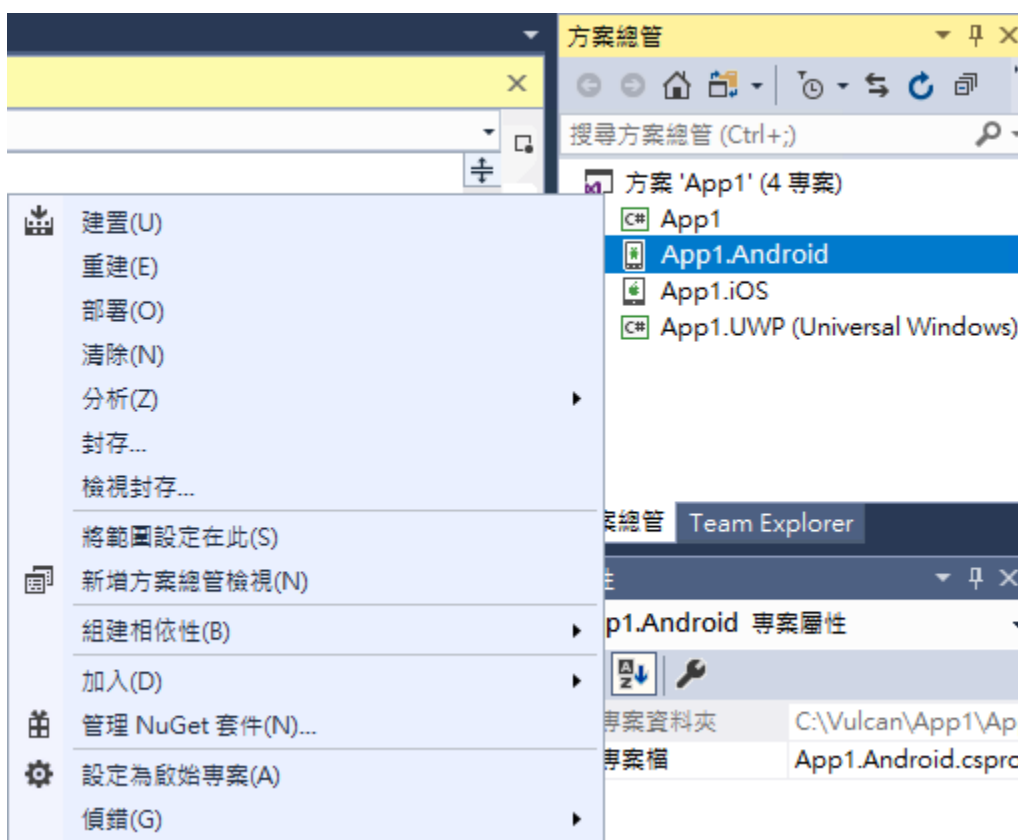 方案總管
搜尋方案總管 (Ctrl+;)
方案 'App1' (4 專案)
App1
App1.Android
App1.iOS
App1.UWP (Universal Windows)
建置(U)
重建(E)
部署(O)
清除(N)
分析(Z)
封存...
檢視封存...
將範圍設定在此(S)
新增方案總管檢視(N)
組建相依性(B)
加入(D)
管理 NuGet 套件(N)...
設定為啟始專案(A)
偵錯(G)
案總管 Team Explorer
性
p1.Android 專案屬性
專案資料夾 C:\Vulcan\App1\Ap
專案檔 App1.Android.cspro